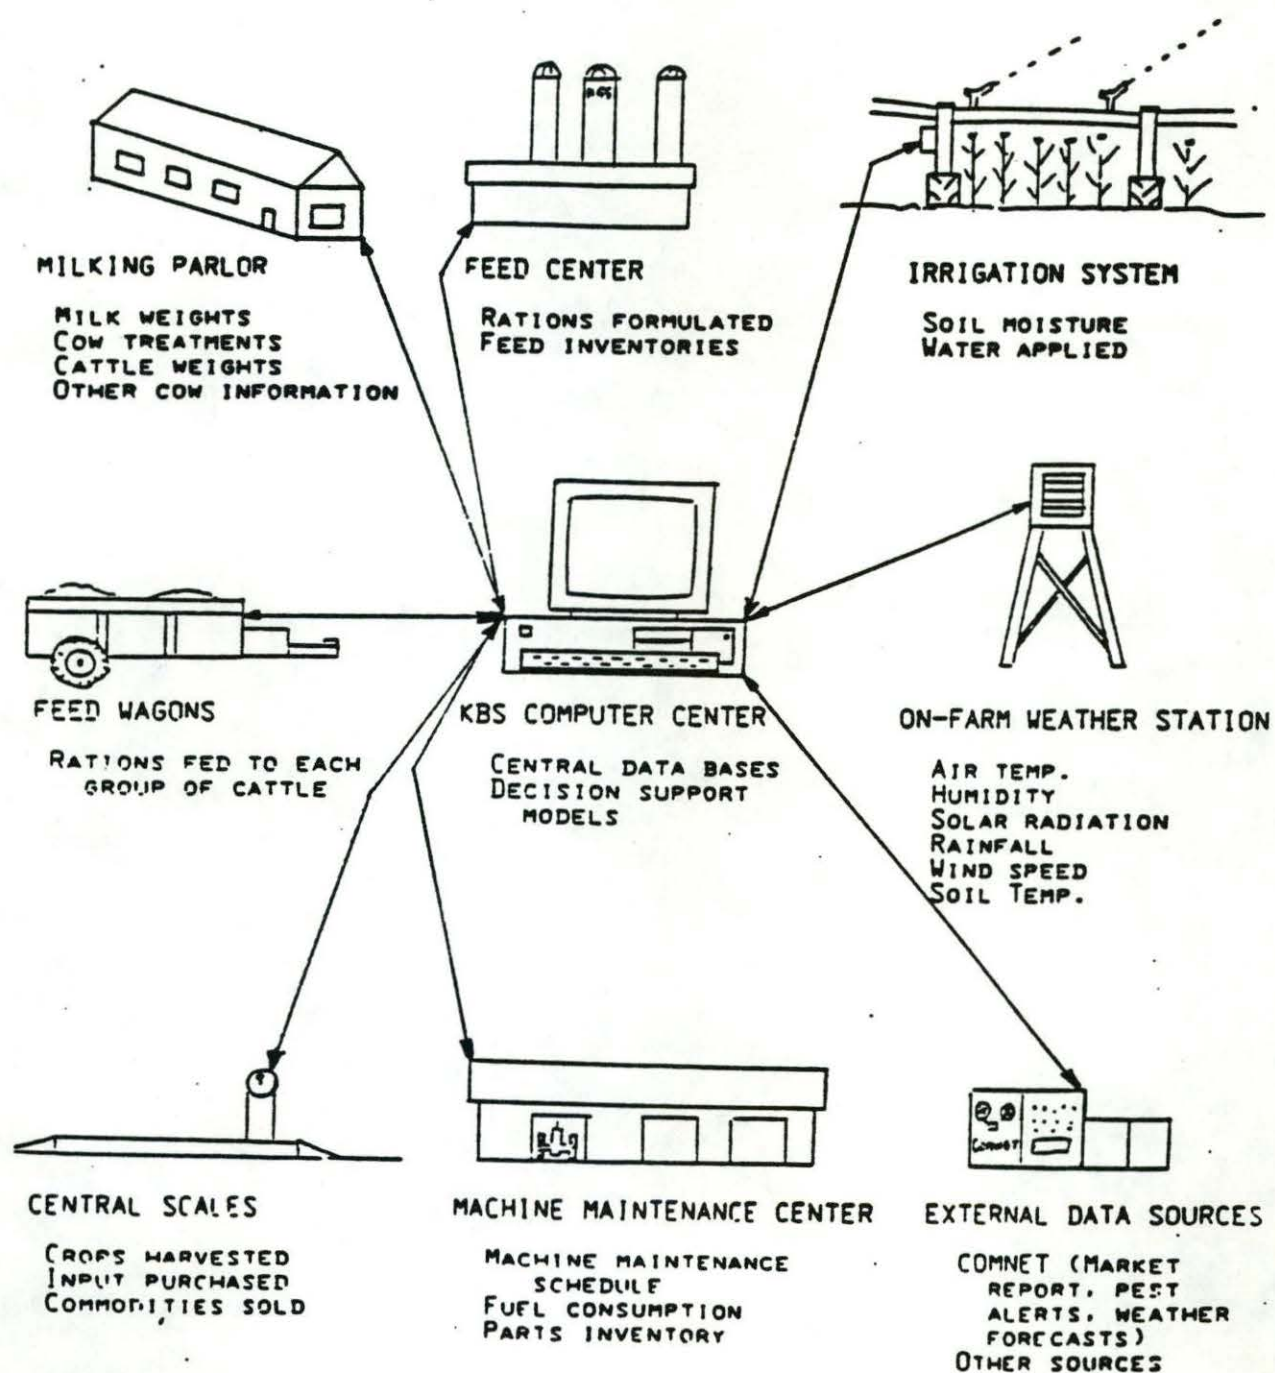 MILKING PARLOR
MILK WEIGHTS
COW TREATMENTS
CATTLE WEIGHTS
OTHER COW INFORMATION
FEED CENTER
RATIONS FORMULATED
FEED INVENTORIES
IRRIGATION SYSTEM
SOIL MOISTURE
WATER APPLIED
FEED WAGONS
RATIONS FED TO EACH
GROUP OF CATTLE
KBS COMPUTER CENTER
CENTRAL DATA BASES
DECISION SUPPORT
MODELS
ON-FARM WEATHER STATION
AIR TEMP.
HUMIDITY
SOLAR RADIATION
RAINFALL
WIND SPEED
SOIL TEMP.
CENTRAL SCALES
CROPS HARVESTED
INPUT PURCHASED
COMMODITIES SOLD
MACHINE MAINTENANCE CENTER
MACHINE MAINTENANCE
SCHEDULE
FUEL CONSUMPTION
PARTS INVENTORY
COMNET
EXTERNAL DATA SOURCES
COMNET (MARKET
REPORT, PEST
ALERTS, WEATHER
FORECASTS)
OTHER SOURCES